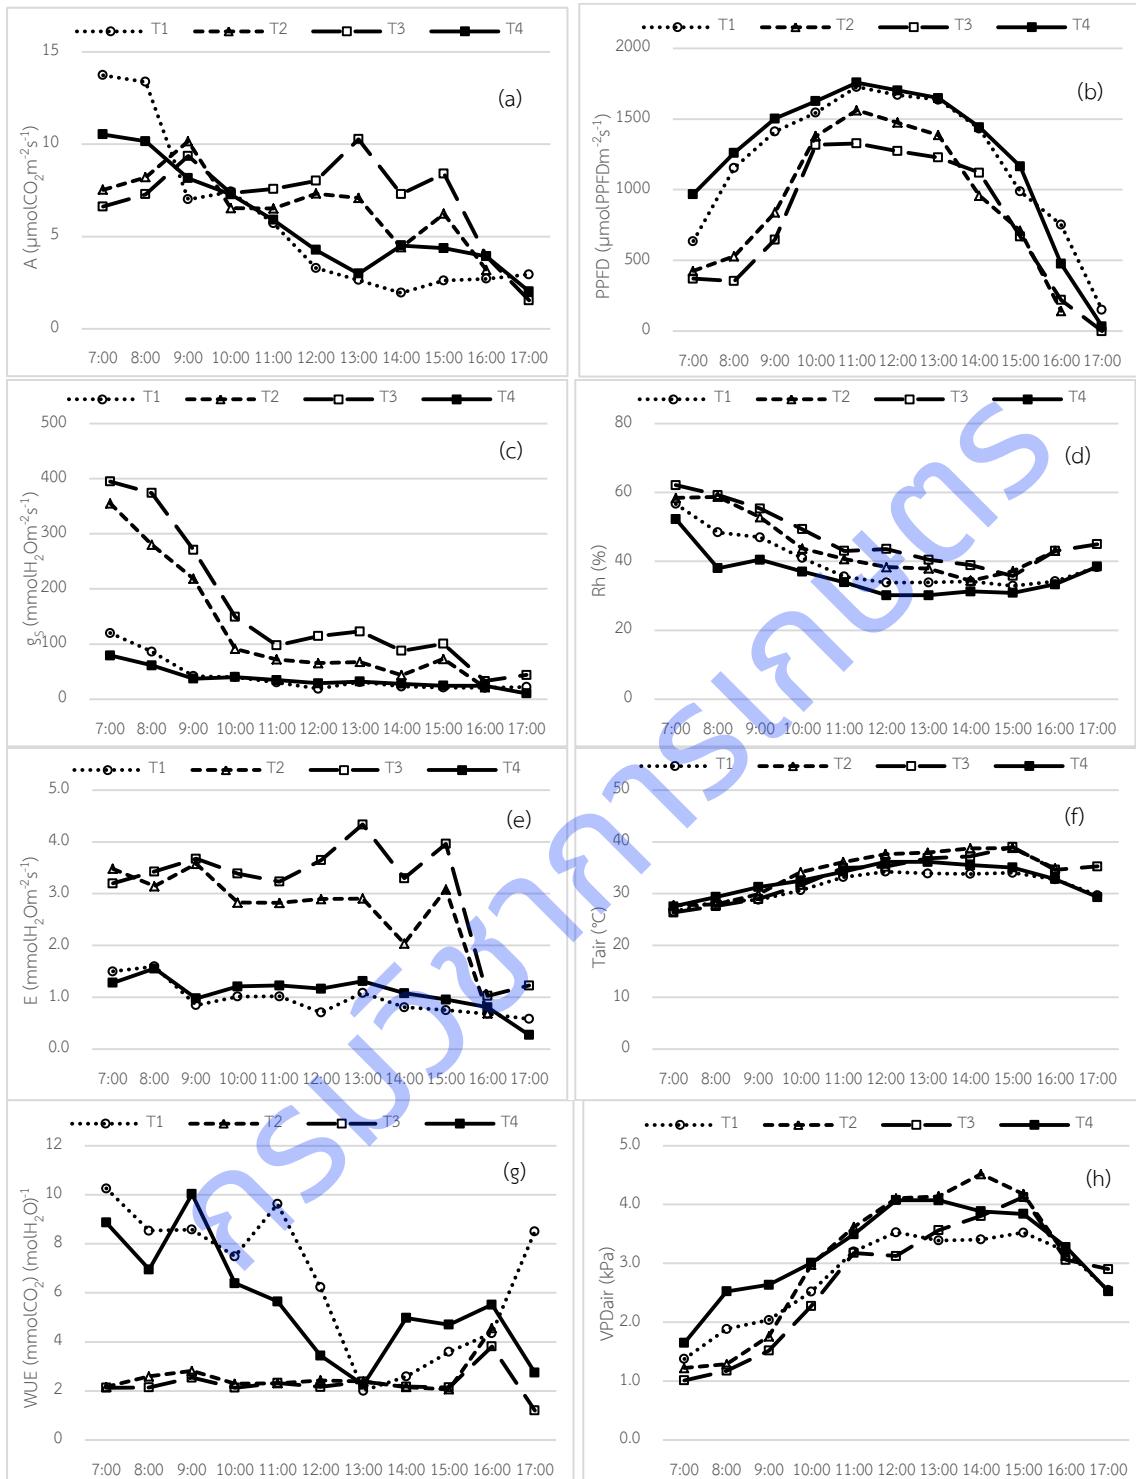 T1 T2 T3 T4
15
10
5
0
A (µmolCO₂m⁻²s⁻¹)
(a)
7:00 8:00 9:00 10:00 11:00 12:00 13:00 14:00 15:00 16:00 17:00
T1 T2 T3 T4
2000
1500
1000
500
0
PPFD (µmolPPFDm⁻²s⁻¹)
(b)
7:00 8:00 9:00 10:00 11:00 12:00 13:00 14:00 15:00 16:00 17:00
T1 T2 T3 T4
500
400
300
200
100
0
gs (mmolH₂Om⁻²s⁻¹)
(c)
7:00 8:00 9:00 10:00 11:00 12:00 13:00 14:00 15:00 16:00 17:00
T1 T2 T3 T4
80
60
40
20
0
Rh (%)
(d)
7:00 8:00 9:00 10:00 11:00 12:00 13:00 14:00 15:00 16:00 17:00
T1 T2 T3 T4
5.0
4.0
3.0
2.0
1.0
0.0
E (mmolH₂Om⁻²s⁻¹)
(e)
7:00 8:00 9:00 10:00 11:00 12:00 13:00 14:00 15:00 16:00 17:00
T1 T2 T3 T4
50
40
30
20
10
0
Tair (°C)
(f)
7:00 8:00 9:00 10:00 11:00 12:00 13:00 14:00 15:00 16:00 17:00
T1 T2 T3 T4
12
10
8
6
4
2
0
WUE (mmolCO₂) (molH₂O)⁻¹
(g)
7:00 8:00 9:00 10:00 11:00 12:00 13:00 14:00 15:00 16:00 17:00
T1 T2 T3 T4
5.0
4.0
3.0
2.0
1.0
0.0
VPDair (kPa)
(h)
7:00 8:00 9:00 10:00 11:00 12:00 13:00 14:00 15:00 16:00 17:00
กรมวิชาการเกษตร